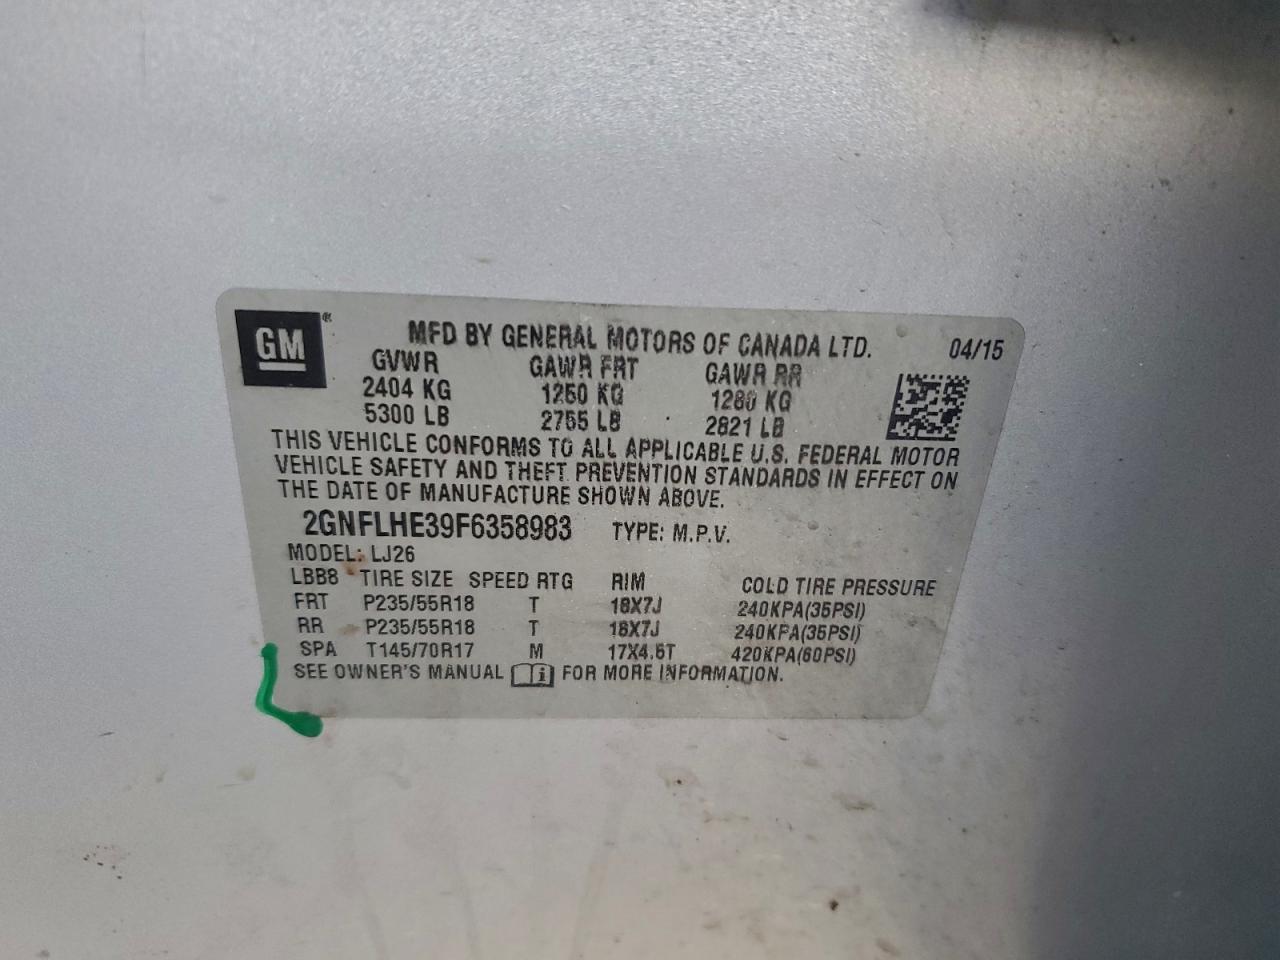 GM ® MFD BY GENERAL MOTORS OF CANADA LTD. 04/15
GVWR GAWR FRT GAWR RR
2404 KG 1250 KG 1280 KG
5300 LB 2755 LB 2821 LB
THIS VEHICLE CONFORMS TO ALL APPLICABLE U.S. FEDERAL MOTOR
VEHICLE SAFETY AND THEFT PREVENTION STANDARDS IN EFFECT ON
THE DATE OF MANUFACTURE SHOWN ABOVE.
2GNFLHE39F6358983 TYPE: M.P.V.
MODEL: LJ26
LBB8 TIRE SIZE SPEED RTG RIM COLD TIRE PRESSURE
FRT P235/55R18 T 18X7J 240KPA(35PSI)
RR P235/55R18 T 18X7J 240KPA(35PSI)
SPA T145/70R17 M 17X4.5T 420KPA(60PSI)
SEE OWNER'S MANUAL i FOR MORE INFORMATION.